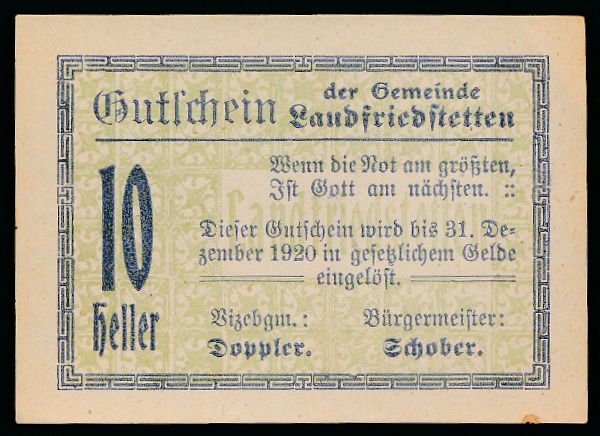 Gutschein der Gemeinde
Landfriedstetten
10
Heller
Wenn die Not am größten,
Ist Gott am nächsten. ::
Dieser Gutschein wird bis 31. De-
zember 1920 in gesetzlichem Gelde
eingelöst.
Vizebgm.: Bürgermeister:
Doppler. Schober.